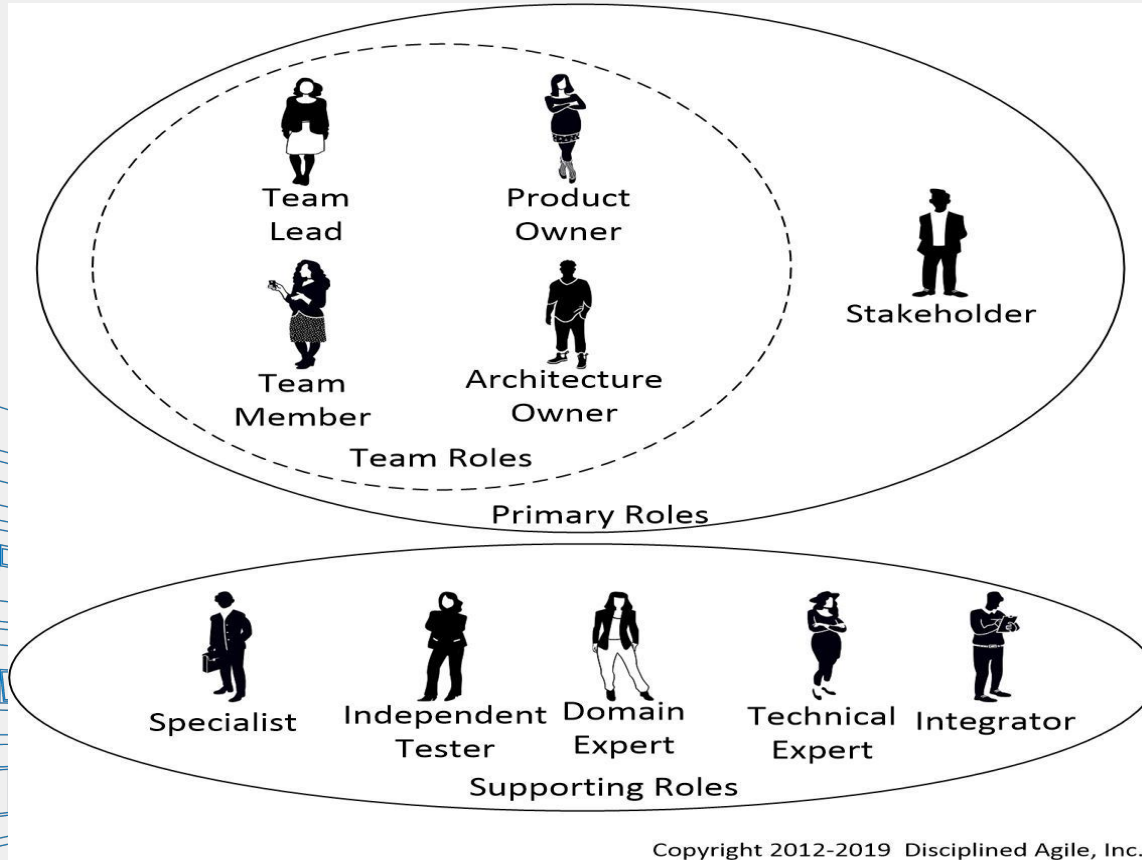 Team
Lead
Product
Owner
Stakeholder
Team
Member
Architecture
Owner
Team Roles
Primary Roles
Specialist
Independent
Tester
Domain
Expert
Technical
Expert
Integrator
Supporting Roles
Copyright 2012-2019 Disciplined Agile, Inc.